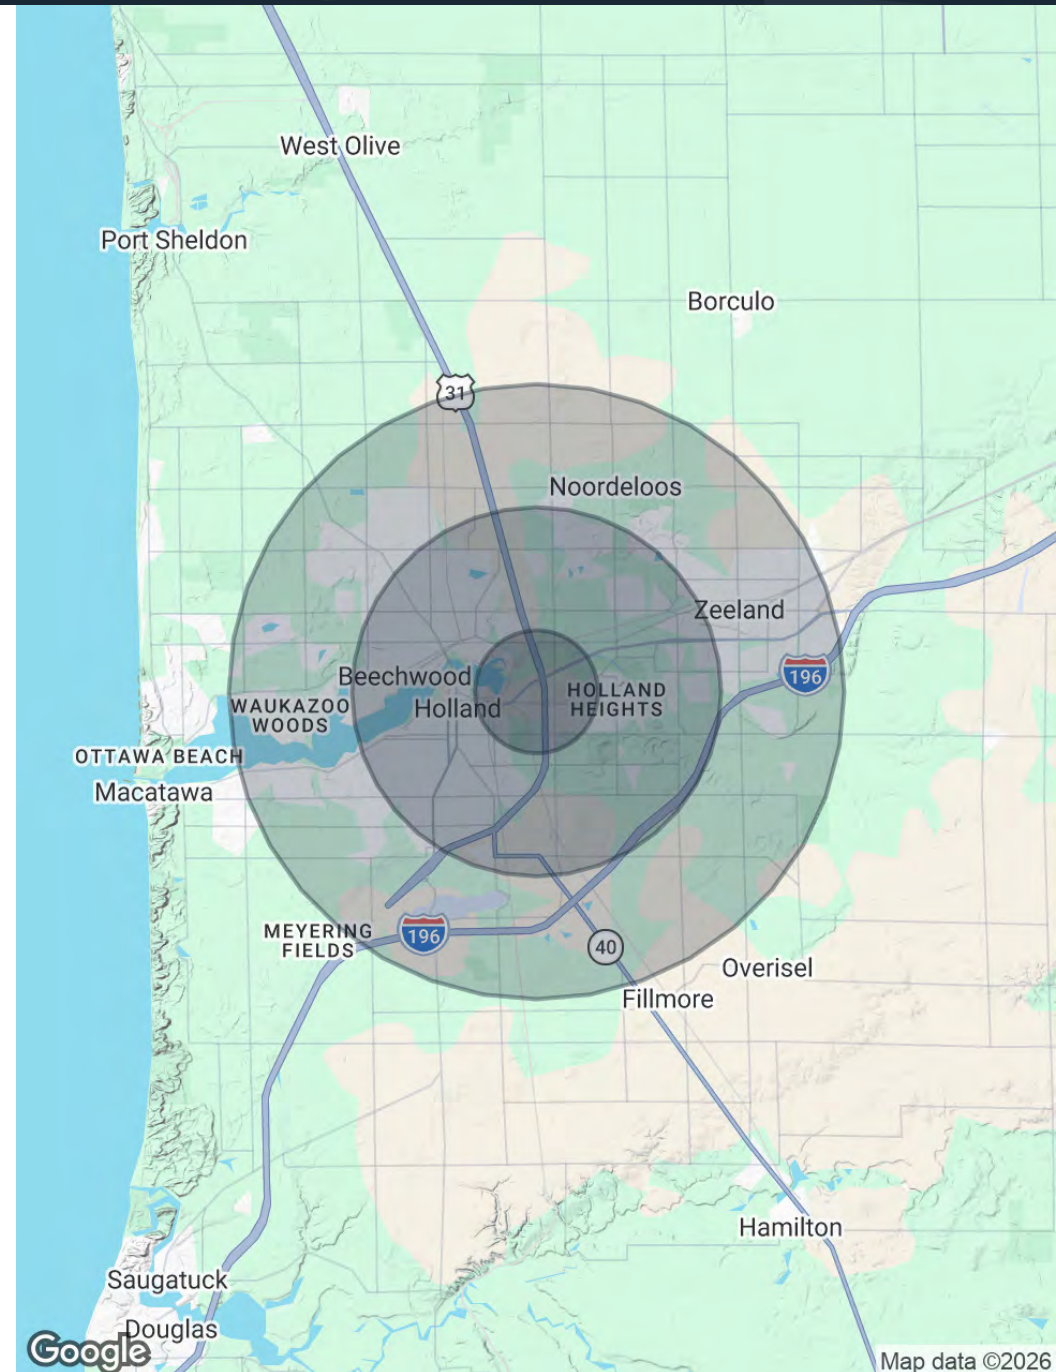 West Olive
Port Sheldon
Borculo
31
Noordeloos
Zeeland
196
Beechwood
HOLLAND
HEIGHTS
WAUKAZOO
WOODS
Holland
OTTAWA BEACH
Macatawa
MEYERING
FIELDS
196
40
Overisel
Fillmore
Hamilton
Saugatuck
Douglas
Google
Map data ©2026